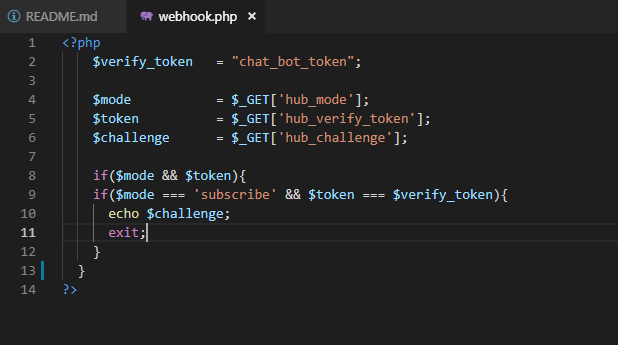 README.md webhook.php ×
1 <?php
2 $verify_token = "chat_bot_token";
3
4 $mode = $_GET['hub_mode'];
5 $token = $_GET['hub_verify_token'];
6 $challenge = $_GET['hub_challenge'];
7
8 if($mode && $token){
9 if($mode === 'subscribe' && $token === $verify_token){
10 echo $challenge;
11 exit;
12 }
13 }
14 ?>